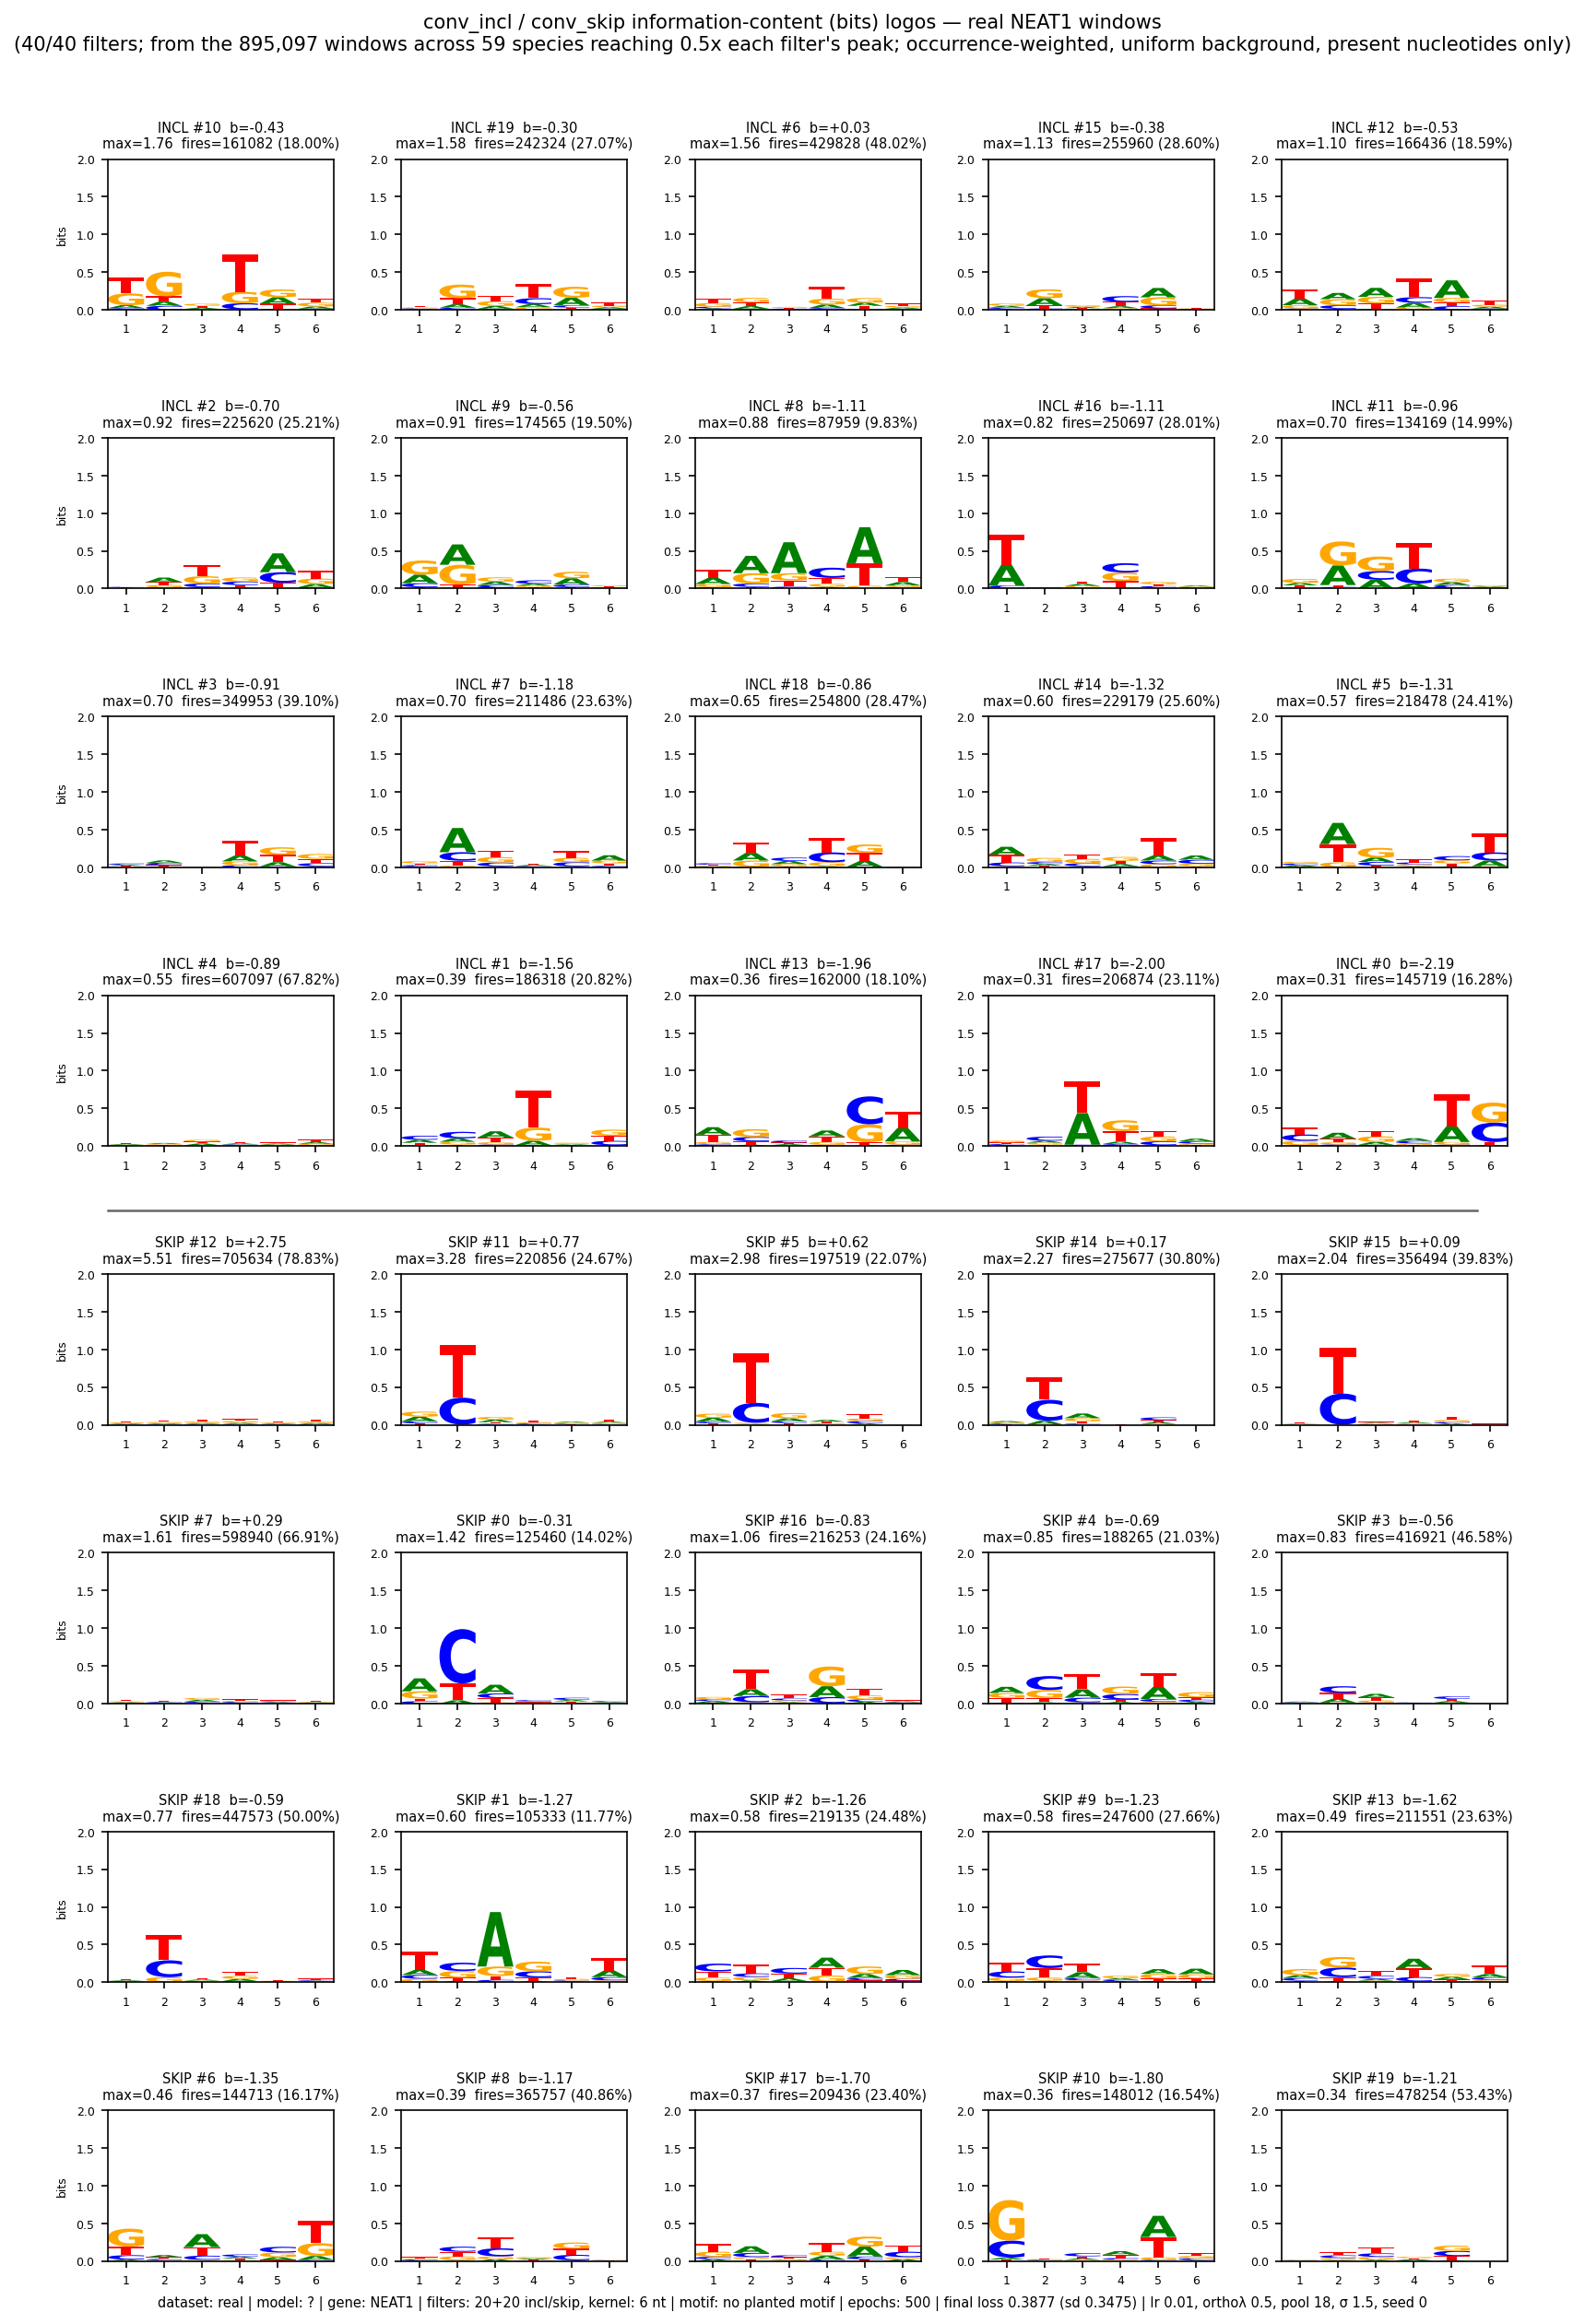 conv_incl / conv_skip information-content (bits) logos — real NEAT1 windows
(40/40 filters; from the 895,097 windows across 59 species reaching 0.5x each filter's peak; occurrence-weighted, uniform background, present nucleotides only)
INCL #10 b=-0.43
max=1.76 fires=161082 (18.00%)
INCL #19 b=-0.30
max=1.58 fires=242324 (27.07%)
INCL #6 b=+0.03
max=1.56 fires=429828 (48.02%)
INCL #15 b=-0.38
max=1.13 fires=255960 (28.60%)
INCL #12 b=-0.53
max=1.10 fires=166436 (18.59%)
INCL #2 b=-0.70
max=0.92 fires=225620 (25.21%)
INCL #9 b=-0.56
max=0.91 fires=174565 (19.50%)
INCL #8 b=-1.11
max=0.88 fires=87959 (9.83%)
INCL #16 b=-1.11
max=0.82 fires=250697 (28.01%)
INCL #11 b=-0.96
max=0.70 fires=134169 (14.99%)
INCL #3 b=-0.91
max=0.70 fires=349953 (39.10%)
INCL #7 b=-1.18
max=0.70 fires=211486 (23.63%)
INCL #18 b=-0.86
max=0.65 fires=254800 (28.47%)
INCL #14 b=-1.32
max=0.60 fires=229179 (25.60%)
INCL #5 b=-1.31
max=0.57 fires=218478 (24.41%)
INCL #4 b=-0.89
max=0.55 fires=607097 (67.82%)
INCL #1 b=-1.56
max=0.39 fires=186318 (20.82%)
INCL #13 b=-1.96
max=0.36 fires=162000 (18.10%)
INCL #17 b=-2.00
max=0.31 fires=206874 (23.11%)
INCL #0 b=-2.19
max=0.31 fires=145719 (16.28%)
SKIP #12 b=+2.75
max=5.51 fires=705634 (78.83%)
SKIP #11 b=+0.77
max=3.28 fires=220856 (24.67%)
SKIP #5 b=+0.62
max=2.98 fires=197519 (22.07%)
SKIP #14 b=+0.17
max=2.27 fires=275677 (30.80%)
SKIP #15 b=+0.09
max=2.04 fires=356494 (39.83%)
SKIP #7 b=+0.29
max=1.61 fires=598940 (66.91%)
SKIP #0 b=-0.31
max=1.42 fires=125460 (14.02%)
SKIP #16 b=-0.83
max=1.06 fires=216253 (24.16%)
SKIP #4 b=-0.69
max=0.85 fires=188265 (21.03%)
SKIP #3 b=-0.56
max=0.83 fires=416921 (46.58%)
SKIP #18 b=-0.59
max=0.77 fires=447573 (50.00%)
SKIP #1 b=-1.27
max=0.60 fires=105333 (11.77%)
SKIP #2 b=-1.26
max=0.58 fires=219135 (24.48%)
SKIP #9 b=-1.23
max=0.58 fires=247600 (27.66%)
SKIP #13 b=-1.62
max=0.49 fires=211551 (23.63%)
SKIP #6 b=-1.35
max=0.46 fires=144713 (16.17%)
SKIP #8 b=-1.17
max=0.39 fires=365757 (40.86%)
SKIP #17 b=-1.70
max=0.37 fires=209436 (23.40%)
SKIP #10 b=-1.80
max=0.36 fires=148012 (16.54%)
SKIP #19 b=-1.21
max=0.34 fires=478254 (53.43%)
dataset: real | model: ? | gene: NEAT1 | filters: 20+20 incl/skip, kernel: 6 nt | motif: no planted motif | epochs: 500 | final loss 0.3877 (sd 0.3475) | lr 0.01, orthoλ 0.5, pool 18, σ 1.5, seed 0